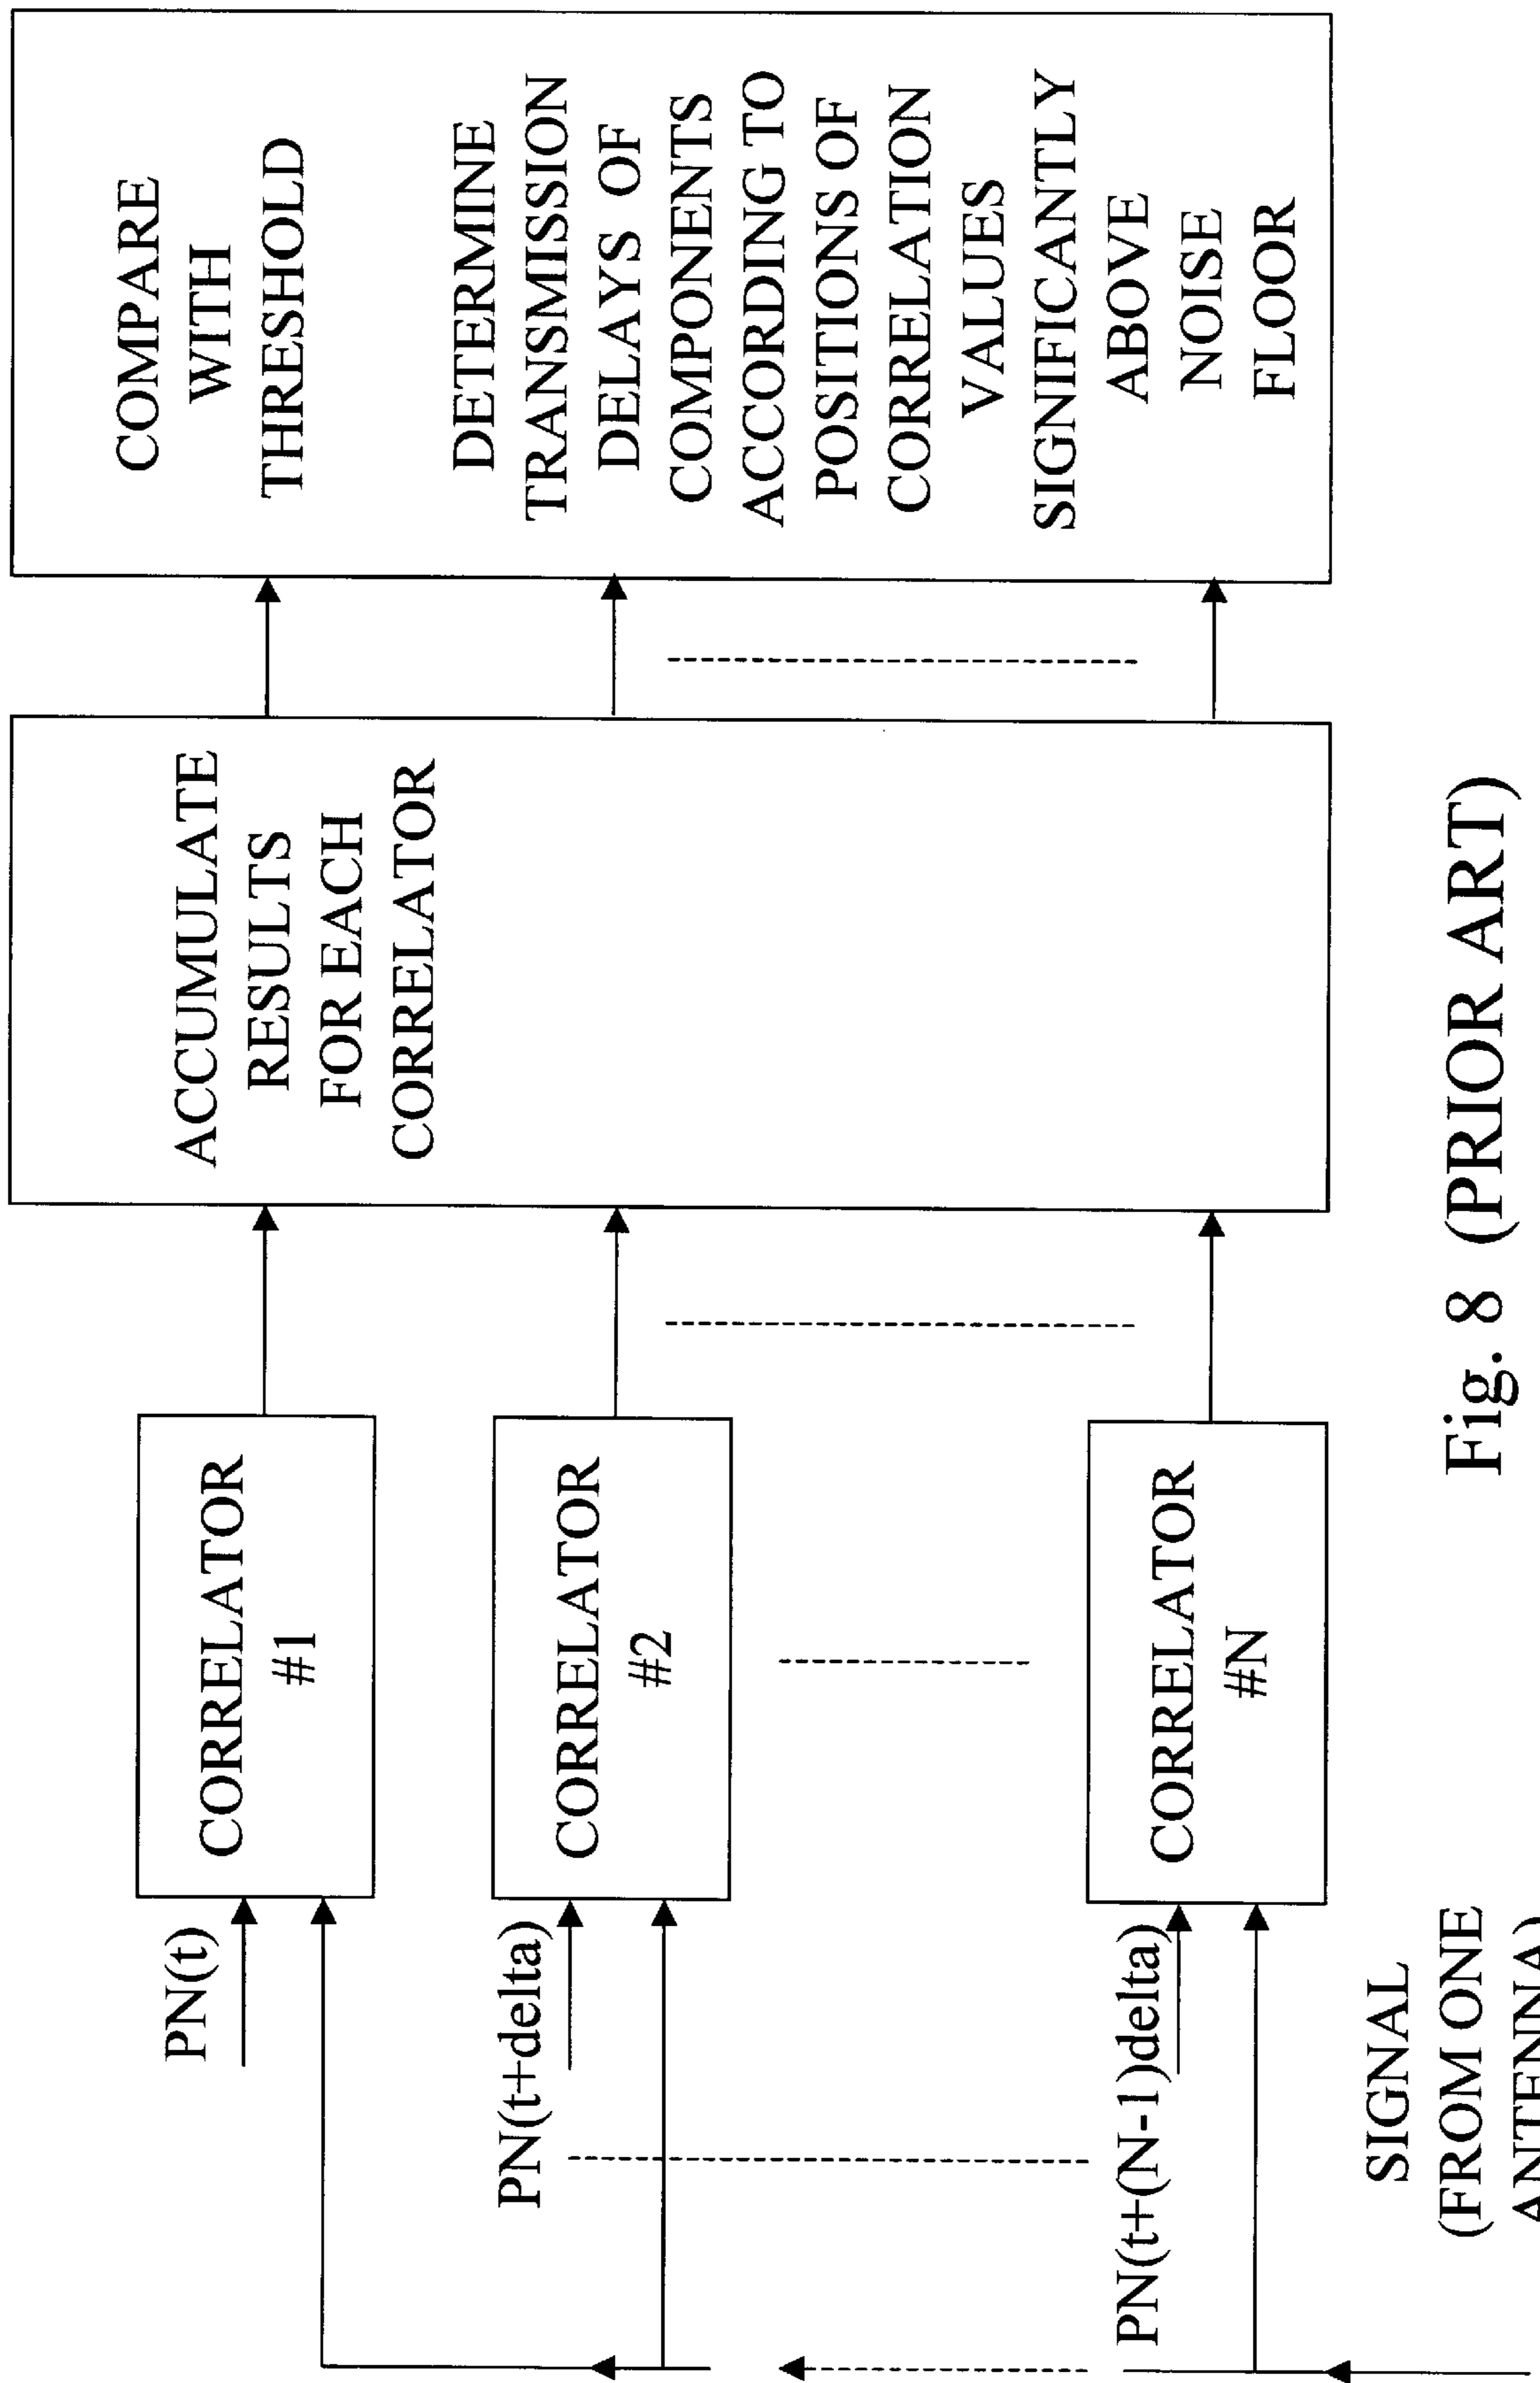 PN(t)
CORRELATOR
#1
PN(t+delta)
CORRELATOR
#2
PN(t+(N-1)delta)
CORRELATOR
#N
SIGNAL
(FROM ONE
ANTENNA)
ACCUMULATE
RESULTS
FOR EACH
CORRELATOR
COMPARE
WITH
THRESHOLD
DETERMINE
TRANSMISSION
DELAYS OF
COMPONENTS
ACCORDING TO
POSITIONS OF
CORRELATION
VALUES
SIGNIFICANTLY
ABOVE
NOISE
FLOOR
Fig. 8 (PRIOR ART)